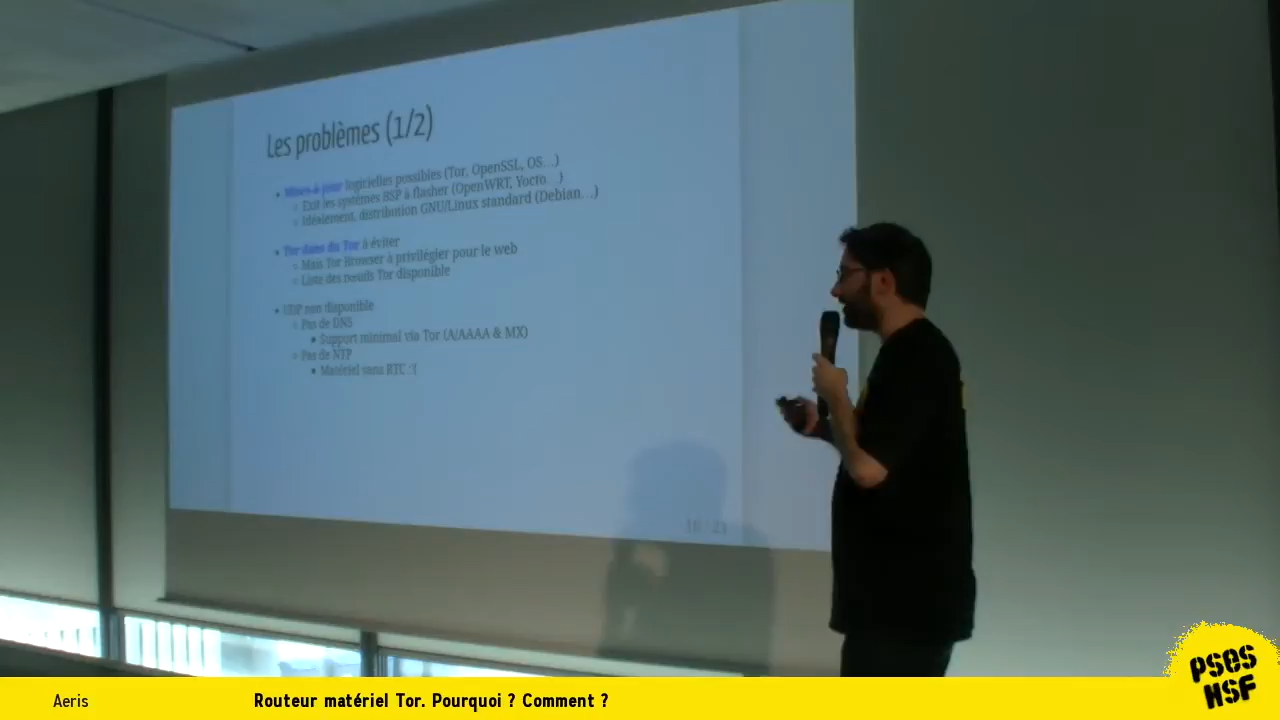 Les problèmes (1/2)
• Mises à jour logicielles possibles (Tor, OpenSSL, OS…)
◦ Exit les systèmes BSP à flasher (OpenWRT, Yocto…)
◦ Idéalement, distribution GNU/Linux standard (Debian…)
• Tor dans du Tor à éviter
◦ Mais Tor Browser à privilégier pour le web
◦ Liste des nœuds Tor disponible
• UDP non disponible
◦ Pas de DNS
▪ Support minimal via Tor (A/AAAA & MX)
◦ Pas de NTP
▪ Matériel sans RTC :(
Aeris
Routeur matériel Tor. Pourquoi ? Comment ?
PSES
HSF